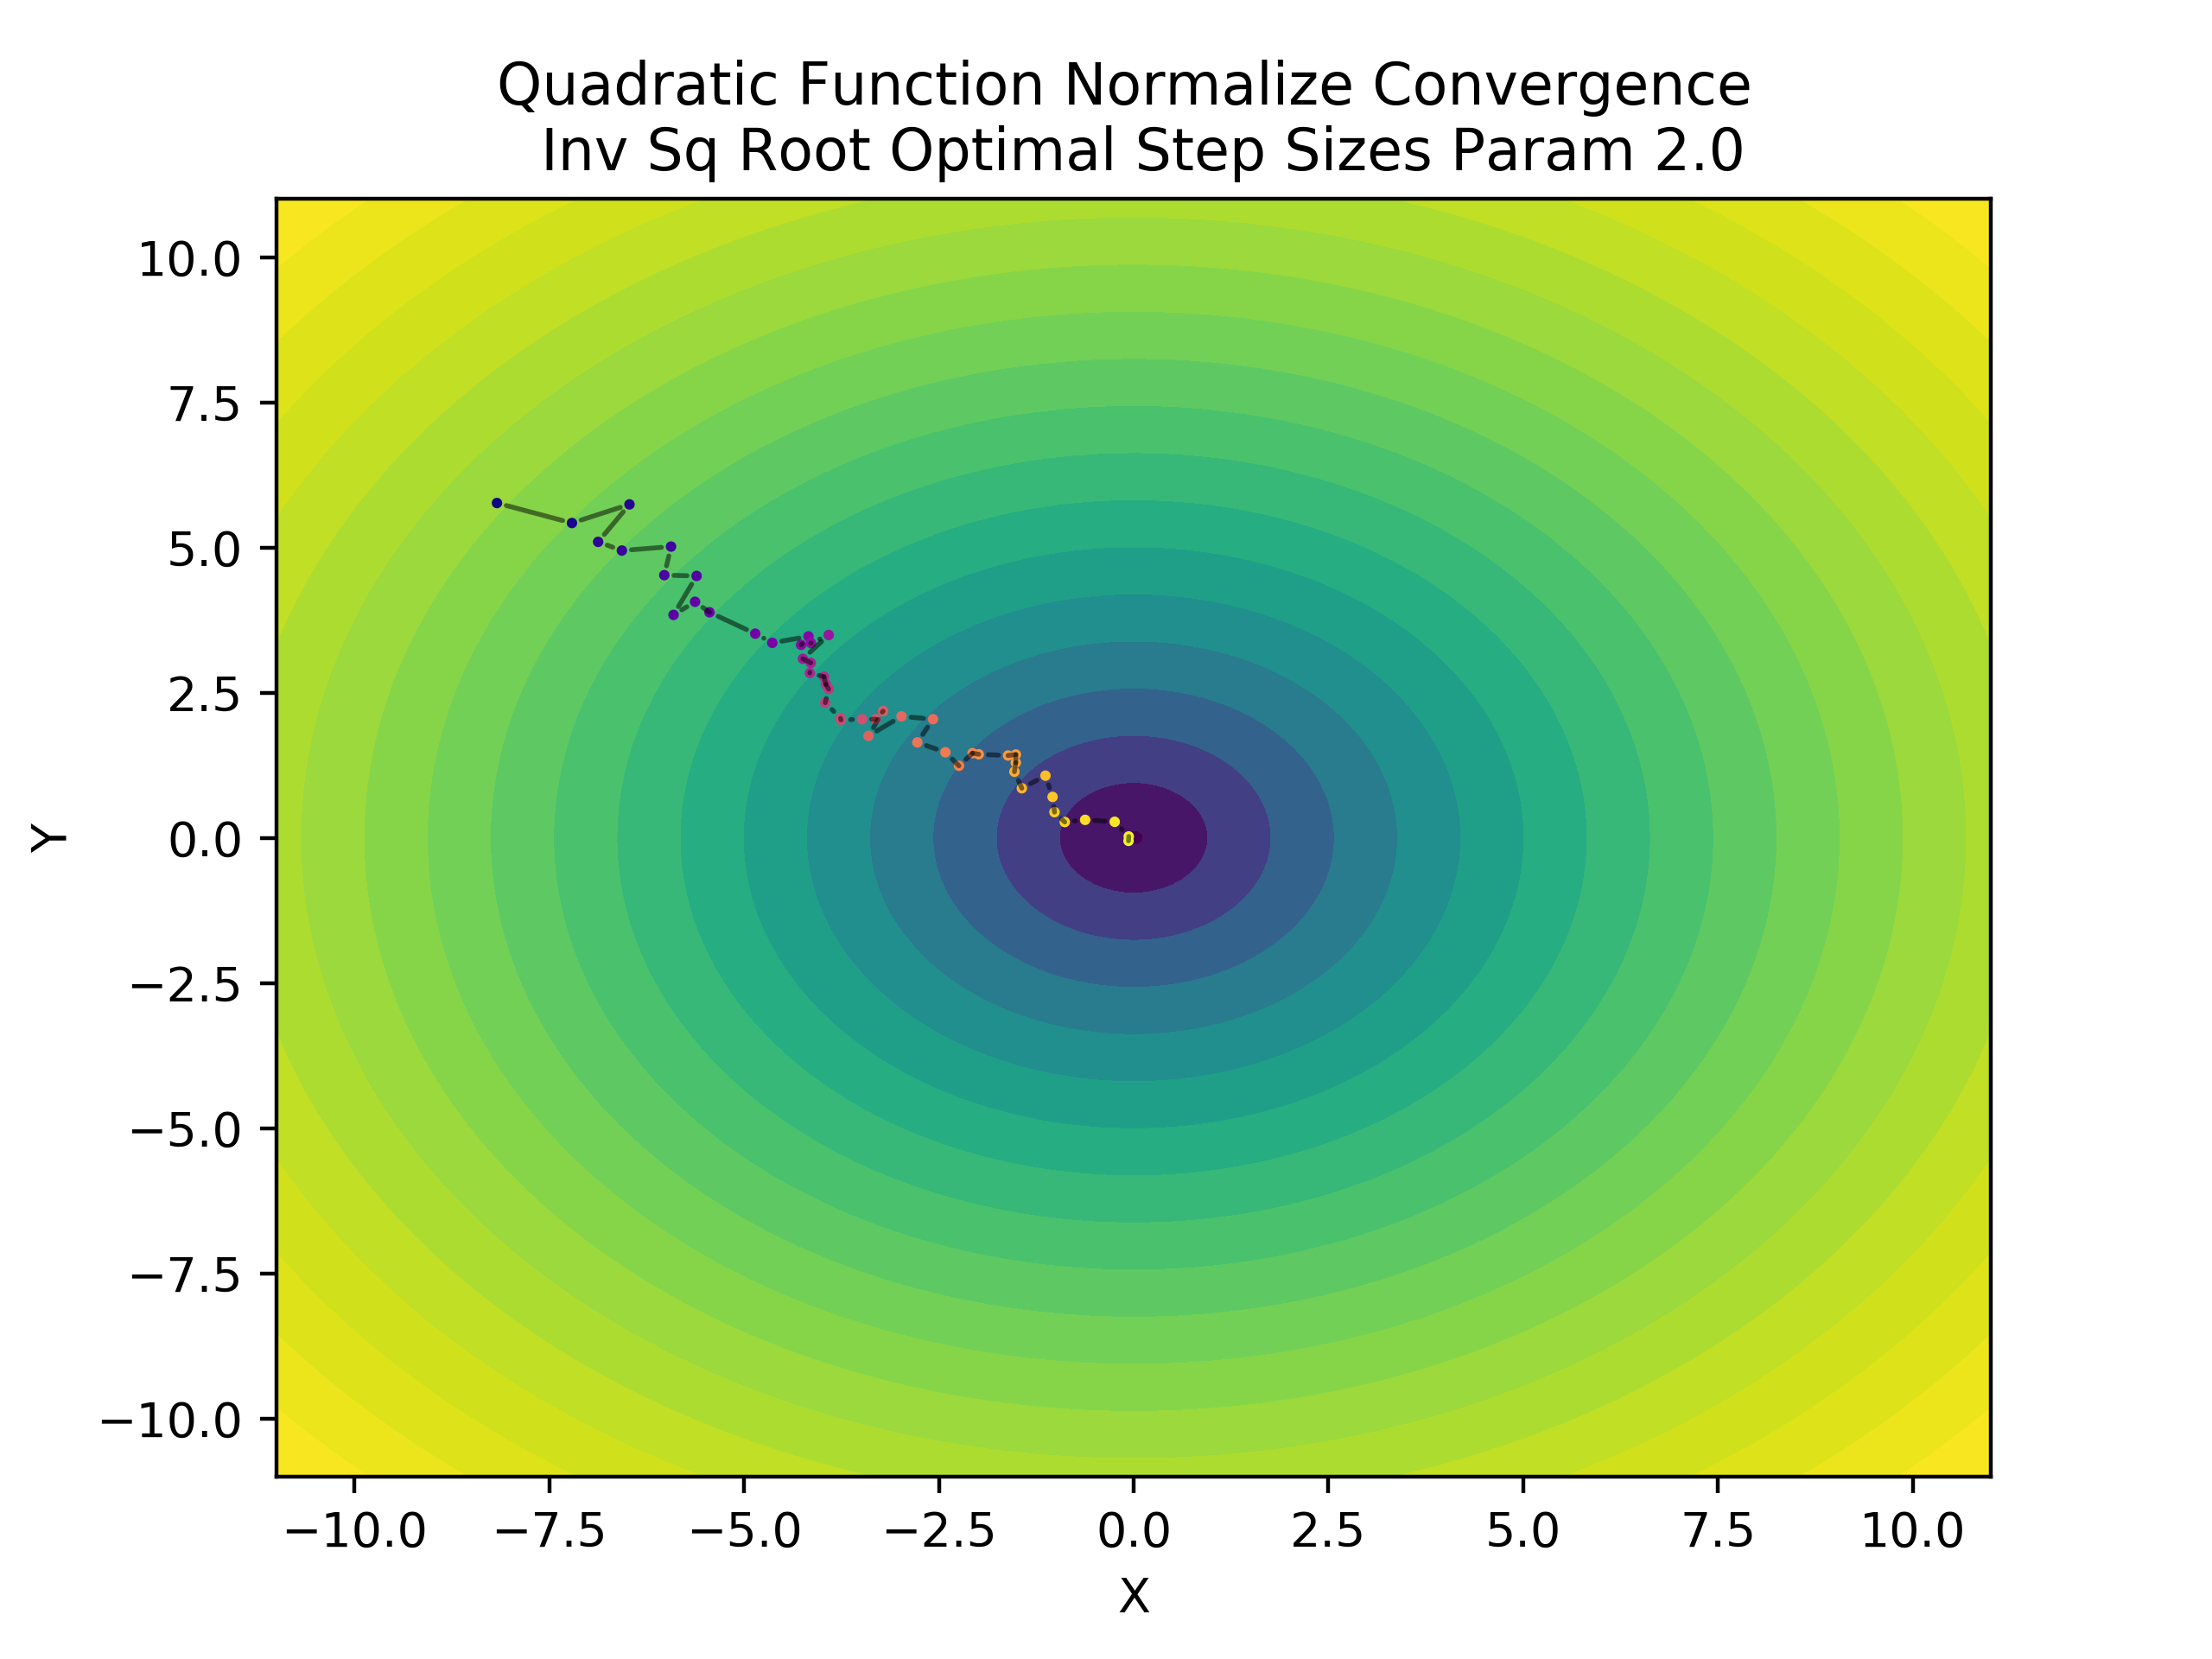 Quadratic Function Normalize Convergence
Inv Sq Root Optimal Step Sizes Param 2.0
10.0
7.5
5.0
2.5
0.0
−2.5
−5.0
−7.5
−10.0
Y
−10.0 −7.5 −5.0 −2.5 0.0 2.5 5.0 7.5 10.0
X